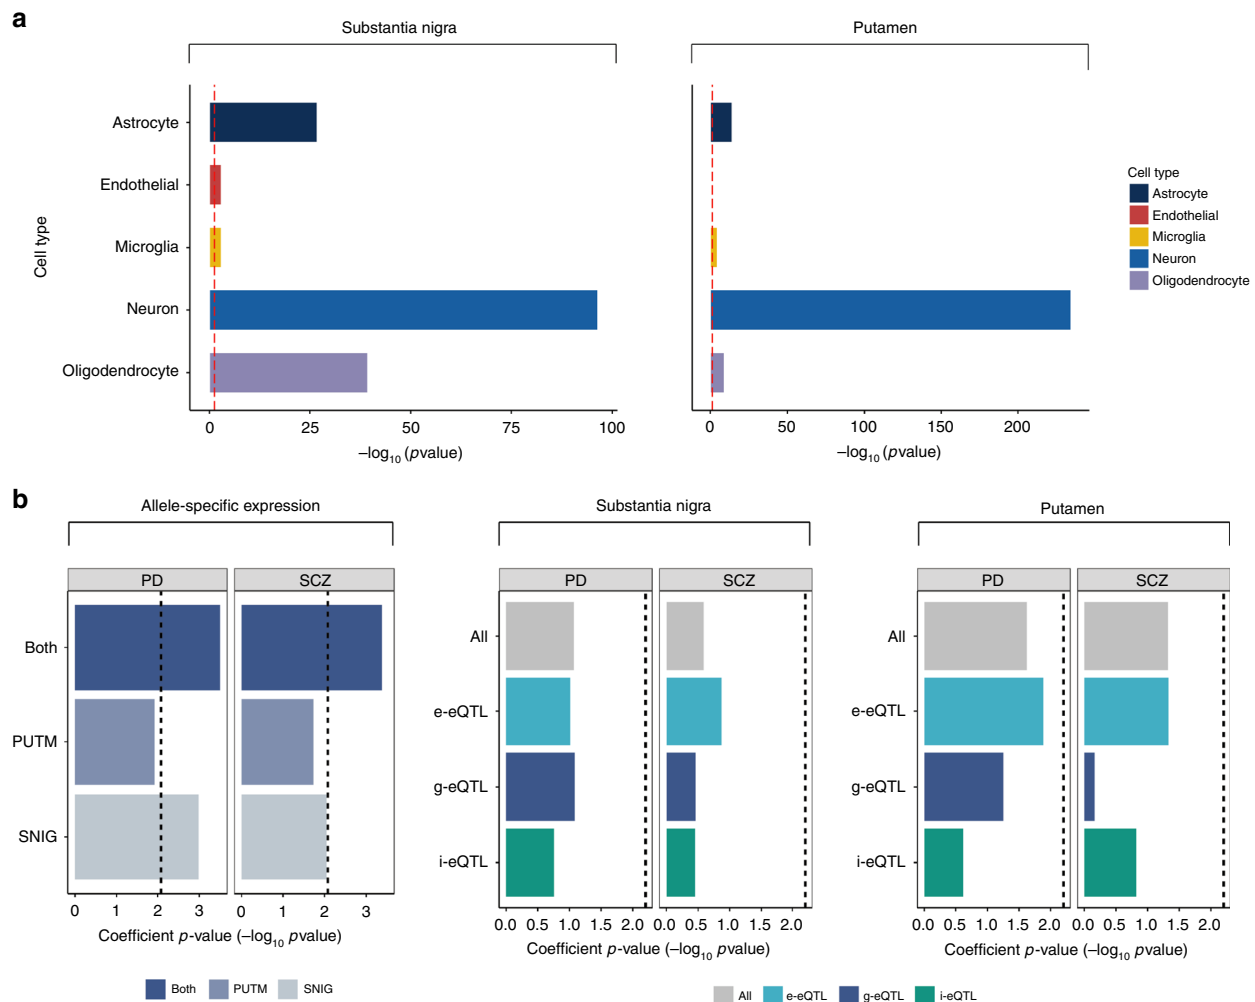 a
Substantia nigra
Putamen
Cell type
Astrocyte
Endothelial
Microglia
Neuron
Oligodendrocyte
0 25 50 75 100
–log10 (pvalue)
0 50 100 150 200
–log10 (pvalue)
Cell type
Astrocyte
Endothelial
Microglia
Neuron
Oligodendrocyte
b
Allele-specific expression
PD SCZ
Both
PUTM
SNIG
0 1 2 3 0 1 2 3
Coefficient p-value (–log10 pvalue)
Both PUTM SNIG
Substantia nigra
PD SCZ
All
e-eQTL
g-eQTL
i-eQTL
0.0 0.5 1.0 1.5 2.0 0.0 0.5 1.0 1.5 2.0
Coefficient p-value (–log10 pvalue)
Putamen
PD SCZ
All
e-eQTL
g-eQTL
i-eQTL
0.0 0.5 1.0 1.5 2.0 0.0 0.5 1.0 1.5 2.0
Coefficient p-value (–log10 pvalue)
All e-eQTL g-eQTL i-eQTL